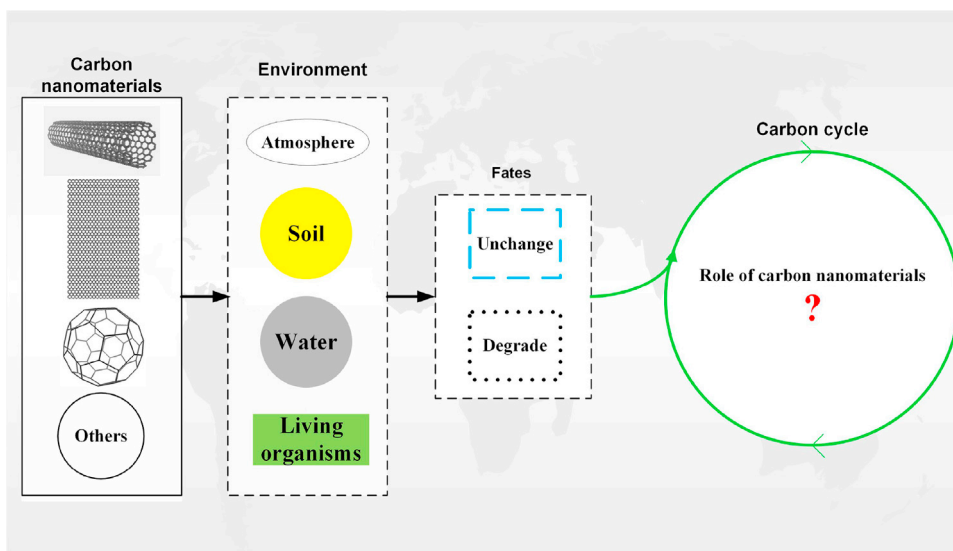 Carbon
nanomaterials
Others
Environment
Atmosphere
Soil
Water
Living
organisms
Fates
Unchange
Degrade
Carbon cycle
Role of carbon nanomaterials
?